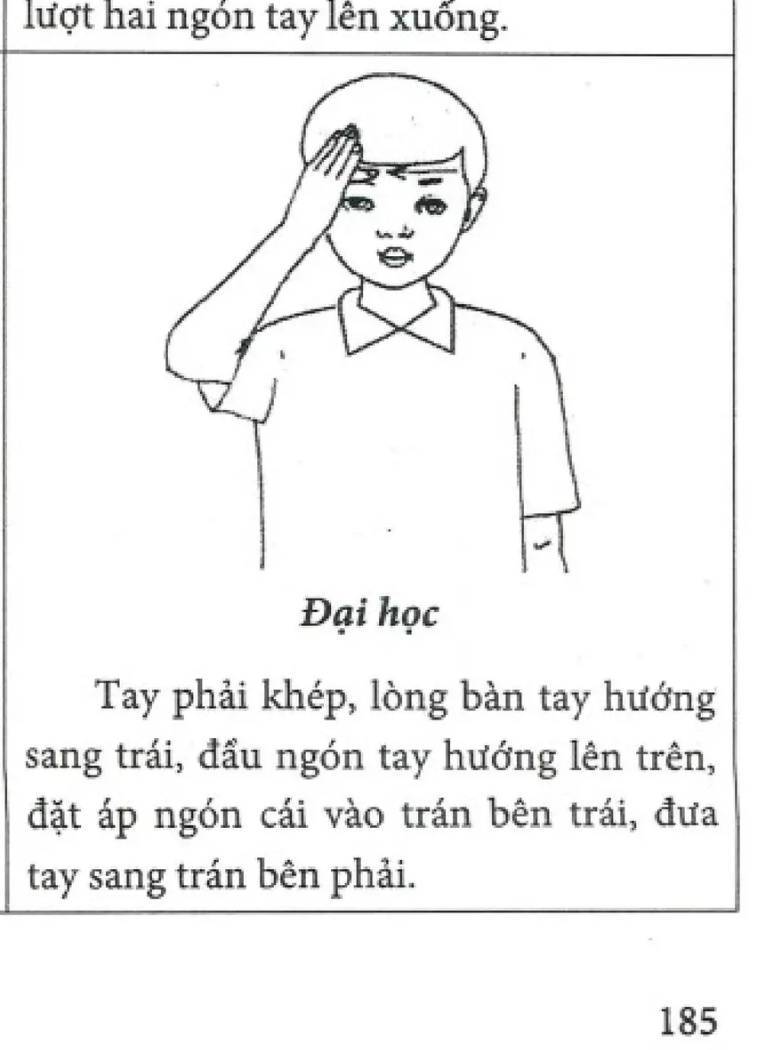 lượt hai ngón tay lên xuống.
Đại học
Tay phải khép, lòng bàn tay hướng
sang trái, đầu ngón tay hướng lên trên,
đặt áp ngón cái vào trán bên trái, đưa
tay sang trán bên phải.
185